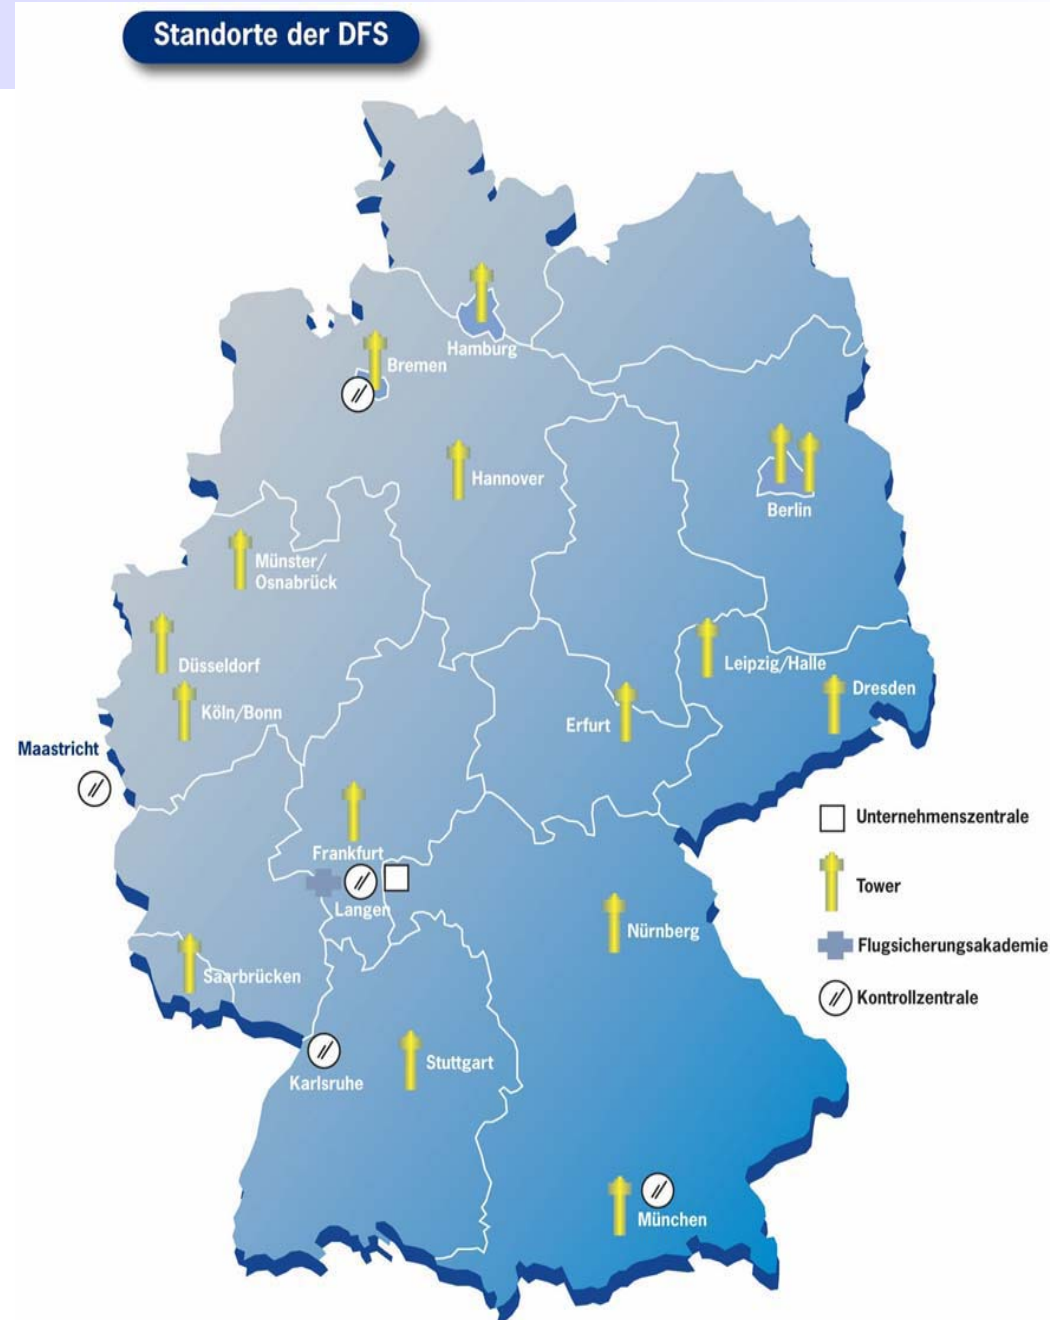 Standorte der DFS
Hamburg
Bremen
Hannover
Berlin
Münster/
Osnabrück
Düsseldorf
Leipzig/Halle
Dresden
Köln/Bonn
Erfurt
Maastricht
Unternehmenszentrale
Frankfurt
Tower
Langen
Nürnberg
Flugsicherungsakademie
Saarbrücken
Kontrollzentrale
Stuttgart
Karlsruhe
München